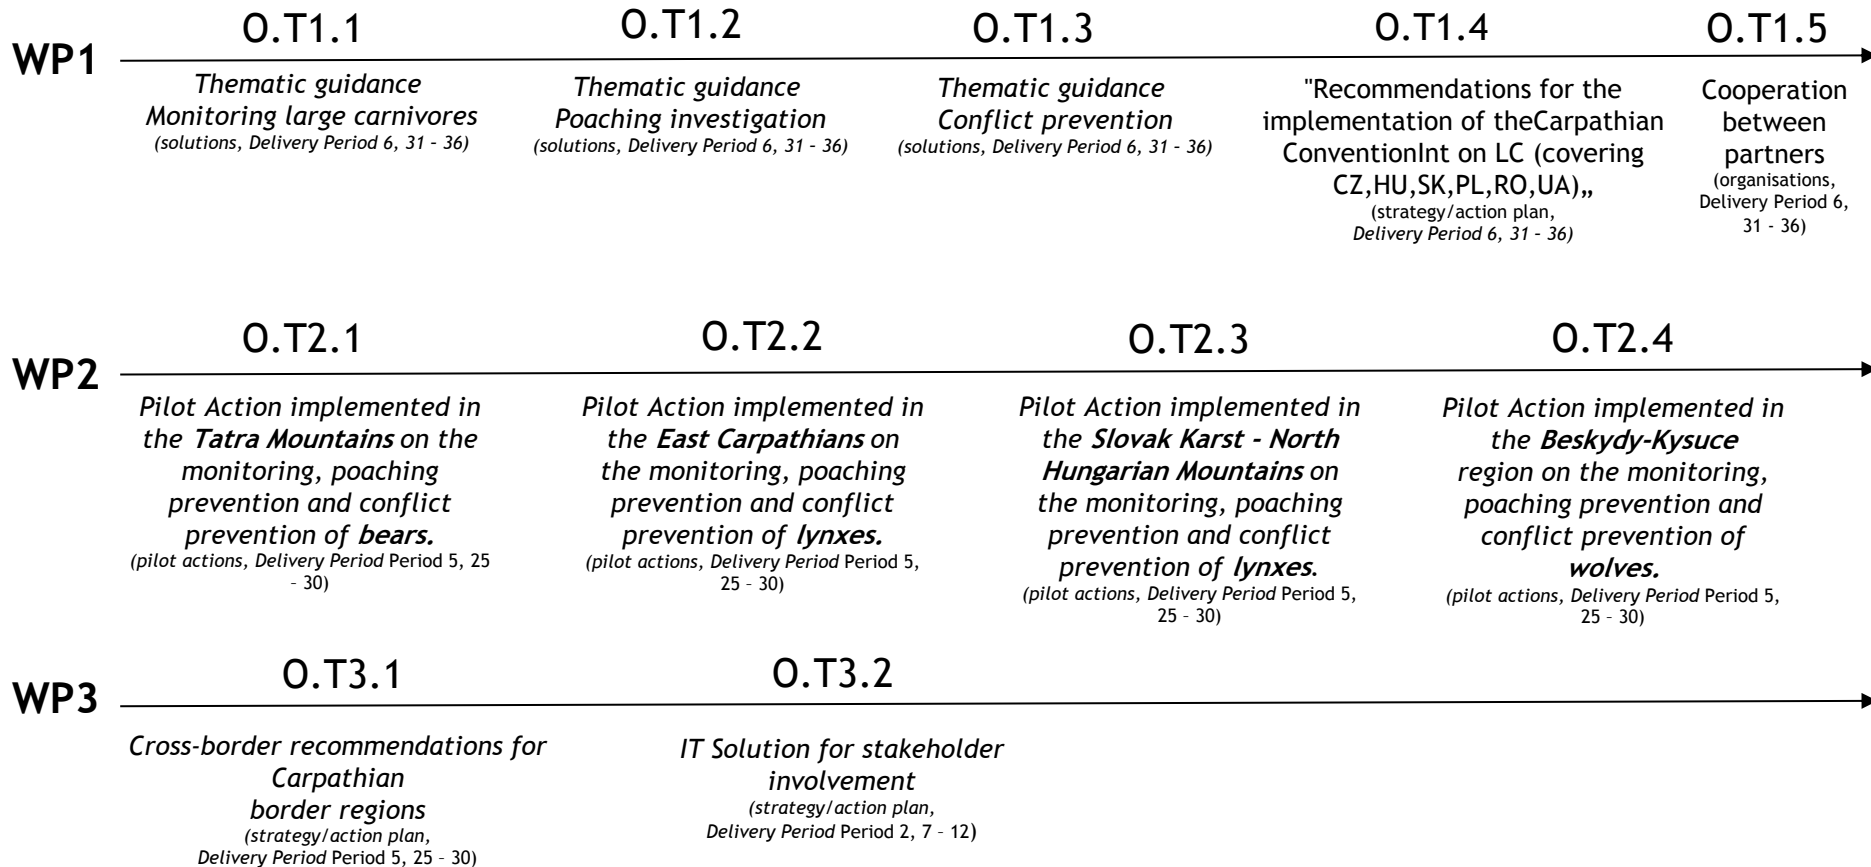 WP1
O.T1.1
Thematic guidance
Monitoring large carnivores
(solutions, Delivery Period 6, 31 – 36)
O.T1.2
Thematic guidance
Poaching investigation
(solutions, Delivery Period 6, 31 – 36)
O.T1.3
Thematic guidance
Conflict prevention
(solutions, Delivery Period 6, 31 – 36)
O.T1.4
"Recommendations for the
implementation of theCarpathian
ConventionInt on LC (covering
CZ,HU,SK,PL,RO,UA)„
(strategy/action plan,
Delivery Period 6, 31 – 36)
O.T1.5
Cooperation
between
partners
(organisations,
Delivery Period 6,
31 - 36)
WP2
O.T2.1
Pilot Action implemented in
the Tatra Mountains on the
monitoring, poaching
prevention and conflict
prevention of bears.
(pilot actions, Delivery Period Period 5, 25
– 30)
O.T2.2
Pilot Action implemented in
the East Carpathians on
the monitoring, poaching
prevention and conflict
prevention of lynxes.
(pilot actions, Delivery Period Period 5,
25 – 30)
O.T2.3
Pilot Action implemented in
the Slovak Karst - North
Hungarian Mountains on
the monitoring, poaching
prevention and conflict
prevention of lynxes.
(pilot actions, Delivery Period Period 5,
25 – 30)
O.T2.4
Pilot Action implemented in
the Beskydy-Kysuce
region on the monitoring,
poaching prevention and
conflict prevention of
wolves.
(pilot actions, Delivery Period Period 5,
25 – 30)
WP3
O.T3.1
Cross-border recommendations for
Carpathian
border regions
(strategy/action plan,
Delivery Period Period 5, 25 – 30)
O.T3.2
IT Solution for stakeholder
involvement
(strategy/action plan,
Delivery Period Period 2, 7 – 12)